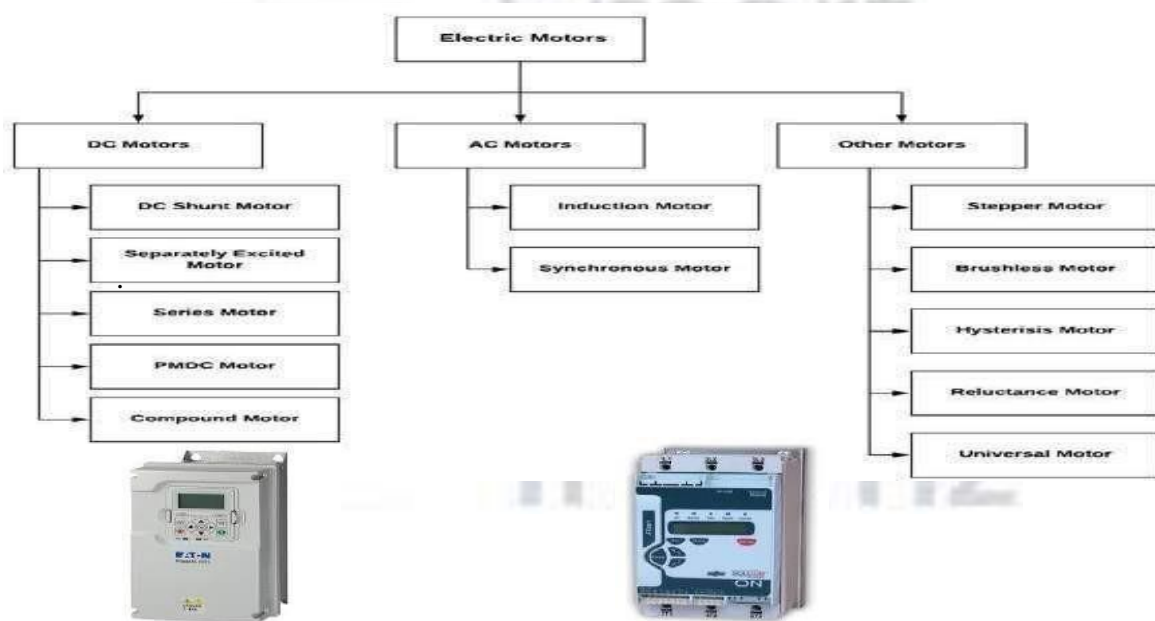 Electric Motors
DC Motors
AC Motors
Other Motors
DC Shunt Motor
Separately Excited
Motor
Series Motor
PMDC Motor
Compound Motor
Induction Motor
Synchronous Motor
Stepper Motor
Brushless Motor
Hysterisis Motor
Reluctance Motor
Universal Motor
EATON
ON